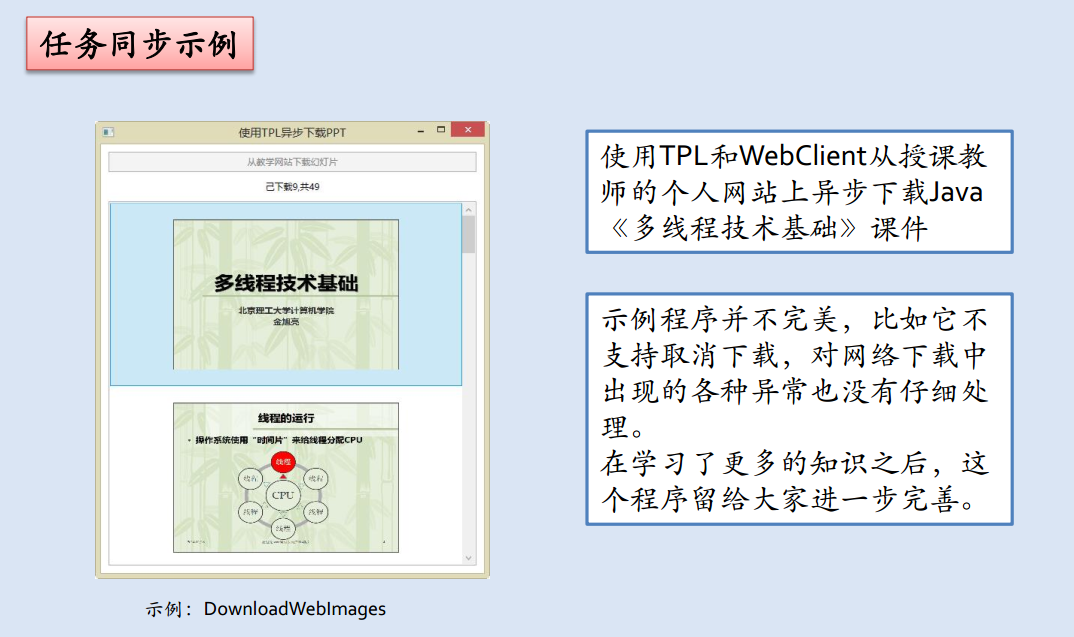 任务同步示例
使用TPL异步下载PPT
从教学网站下载幻灯片
已下载9,共49
多线程技术基础
北京理工大学计算机学院
金旭亮
线程的运行
• 操作系统使用“时间片”来给线程分配CPU
线程
线程
线程
CPU
线程
线程
线程
示例：DownloadWebImages
使用TPL和WebClient从授课教
师的个人网站上异步下载Java
《多线程技术基础》课件
示例程序并不完美，比如它不
支持取消下载，对网络下载中
出现的各种异常也没有仔细处
理。
在学习了更多的知识之后，这
个程序留给大家进一步完善。